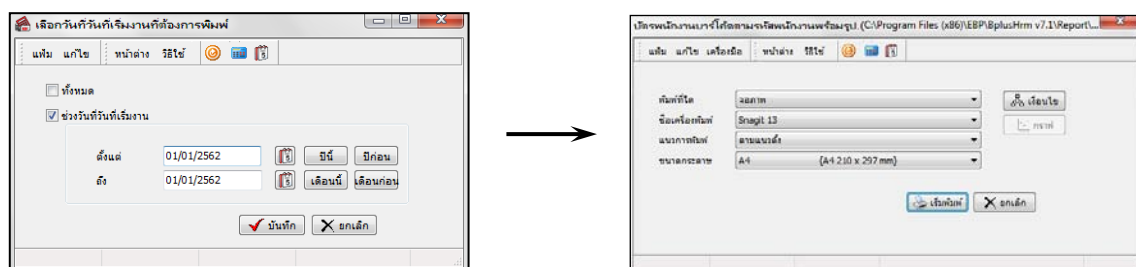 เลือกวันที่วันที่เริ่มงานที่ต้องการพิมพ์
แฟ้ม แก้ไข หน้าต่าง วิธีใช้
ทั้งหมด
ช่วงวันที่วันที่เริ่มงาน
ตั้งแต่ 01/01/2562 ปีนี้ ปีก่อน
ถึง 01/01/2562 เดือนนี้ เดือนก่อน
บันทึก ยกเลิก
บัตรพนักงานบาร์โค้ดตามรหัสพนักงานพร้อมรูป (C:\Program Files (x86)\EBP\BplusHrm v7.1\Report\...
แฟ้ม แก้ไข เครื่องมือ หน้าต่าง วิธีใช้
พิมพ์ที่ใด จอภาพ เงื่อนไข
ชื่อเครื่องพิมพ์ Snagit 13 กราฟ
แนวการพิมพ์ ตามแนวตั้ง
ขนาดกระดาษ A4 (A4 210 x 297 mm)
เริ่มพิมพ์ ยกเลิก